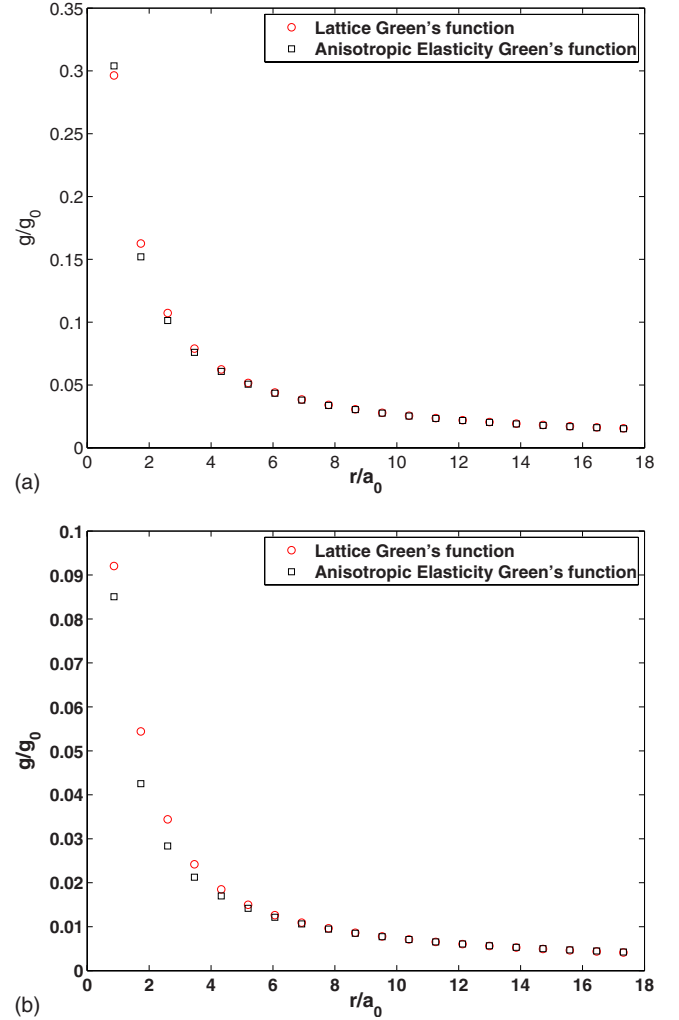 0.35
Lattice Green's function
Anisotropic Elasticity Green's function
0.3
0.25
0.2
g/g0
0.15
0.1
0.05
0
0 2 4 6 8 10 12 14 16 18
(a)
r/a0
0.1
Lattice Green's function
Anisotropic Elasticity Green's function
0.09
0.08
0.07
0.06
g/g0
0.05
0.04
0.03
0.02
0.01
0
0 2 4 6 8 10 12 14 16 18
(b)
r/a0